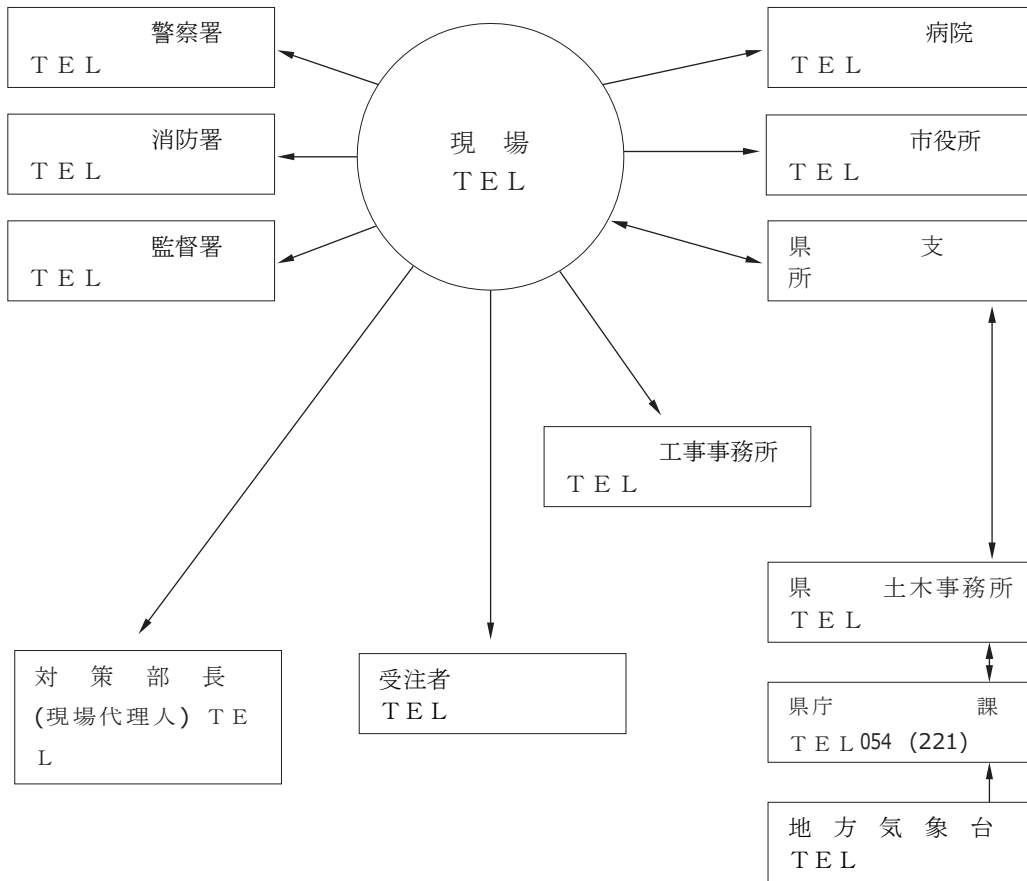 警察署
ＴＥＬ
消防署
ＴＥＬ
監督署
ＴＥＬ
現　場
ＴＥＬ
病院
ＴＥＬ
市役所
ＴＥＬ
県　　　　支
所
工事事務所
ＴＥＬ
県　　　土木事務所
ＴＥＬ
対　策　部　長
(現場代理人) ＴＥ
Ｌ
受注者
ＴＥＬ
県庁　　　　　　課
ＴＥＬ054 (221)
地　方　気　象　台
ＴＥＬ